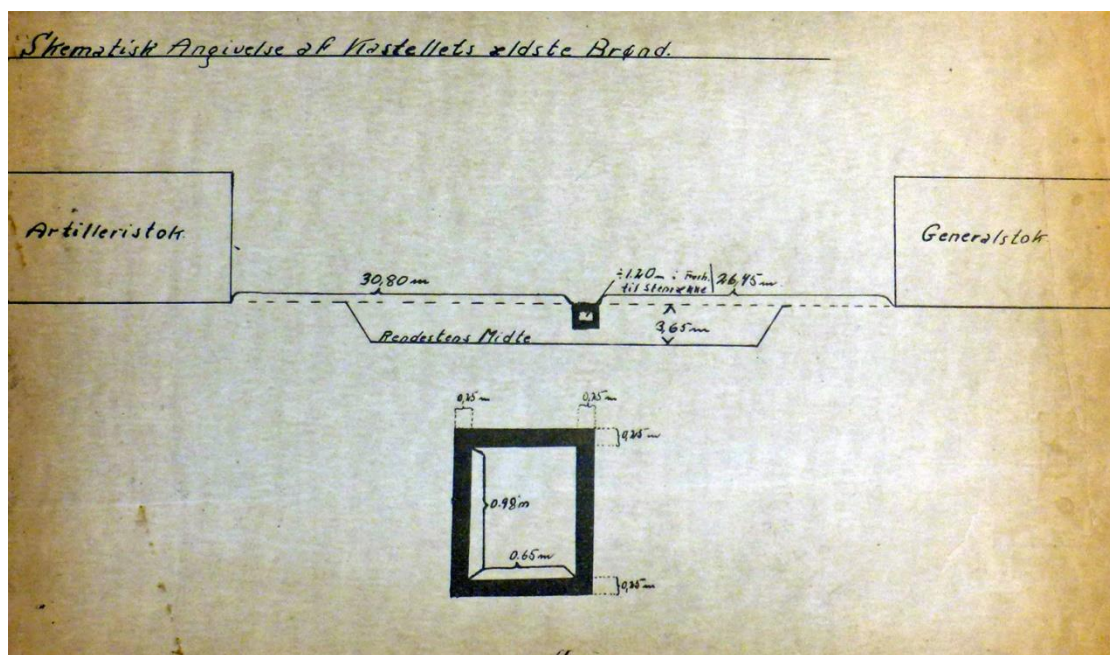 Skematisk Angivelse af Kastellets ældste Brønd.
Artilleristok
Generalstok
30,80 m
÷1.20 m i Forh.
til Stenrække
26,45 m.
3,65 m
Rendestens Midte
0,25 m
0,25 m
0,25 m
0.98 m
0.65 m
0,25 m